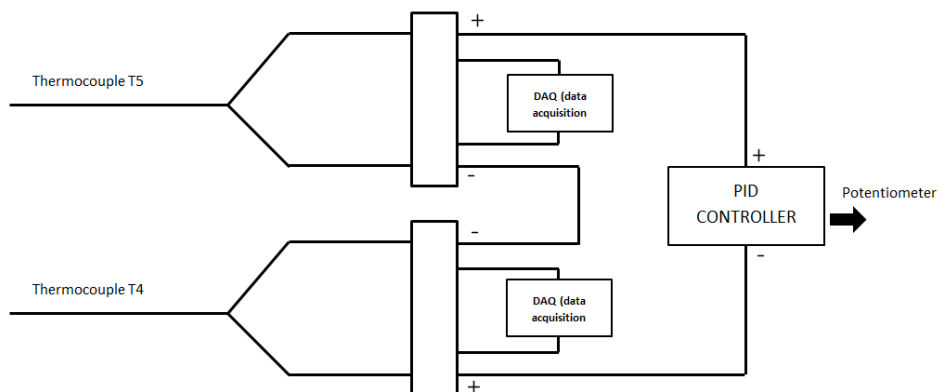 +
Thermocouple T5
DAQ (data
acquisition
-
+
PID
CONTROLLER
Potentiometer
-
-
Thermocouple T4
DAQ (data
acquisition
+